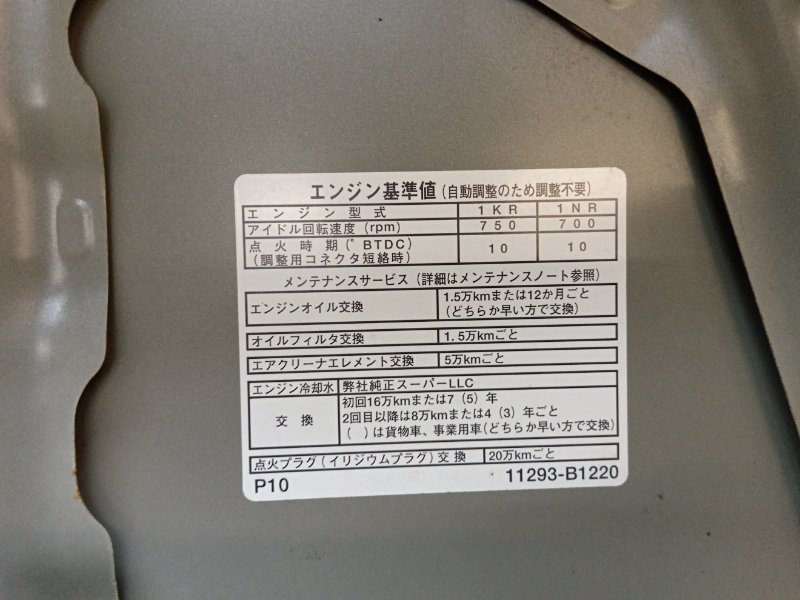 エンジン基準値(自動調整のため調整不要)
エンジン型式 1KR 1NR
アイドル回転速度(rpm) 750 700
点火時期(°BTDC) 10 10
(調整用コネクタ短絡時)
メンテナンスサービス(詳細はメンテナンスノート参照)
エンジンオイル交換 1.5万kmまたは12か月ごと
(どちらか早い方で交換)
オイルフィルタ交換 1.5万kmごと
エアクリーナエレメント交換 5万kmごと
エンジン冷却水 弊社純正スーパーLLC
交換 初回16万kmまたは7(5)年
2回目以降は8万kmまたは4(3)年ごと
( )は貨物車、事業用車(どちらか早い方で交換)
点火プラグ(イリジウムプラグ)交換 20万kmごと
P10 11293-B1220